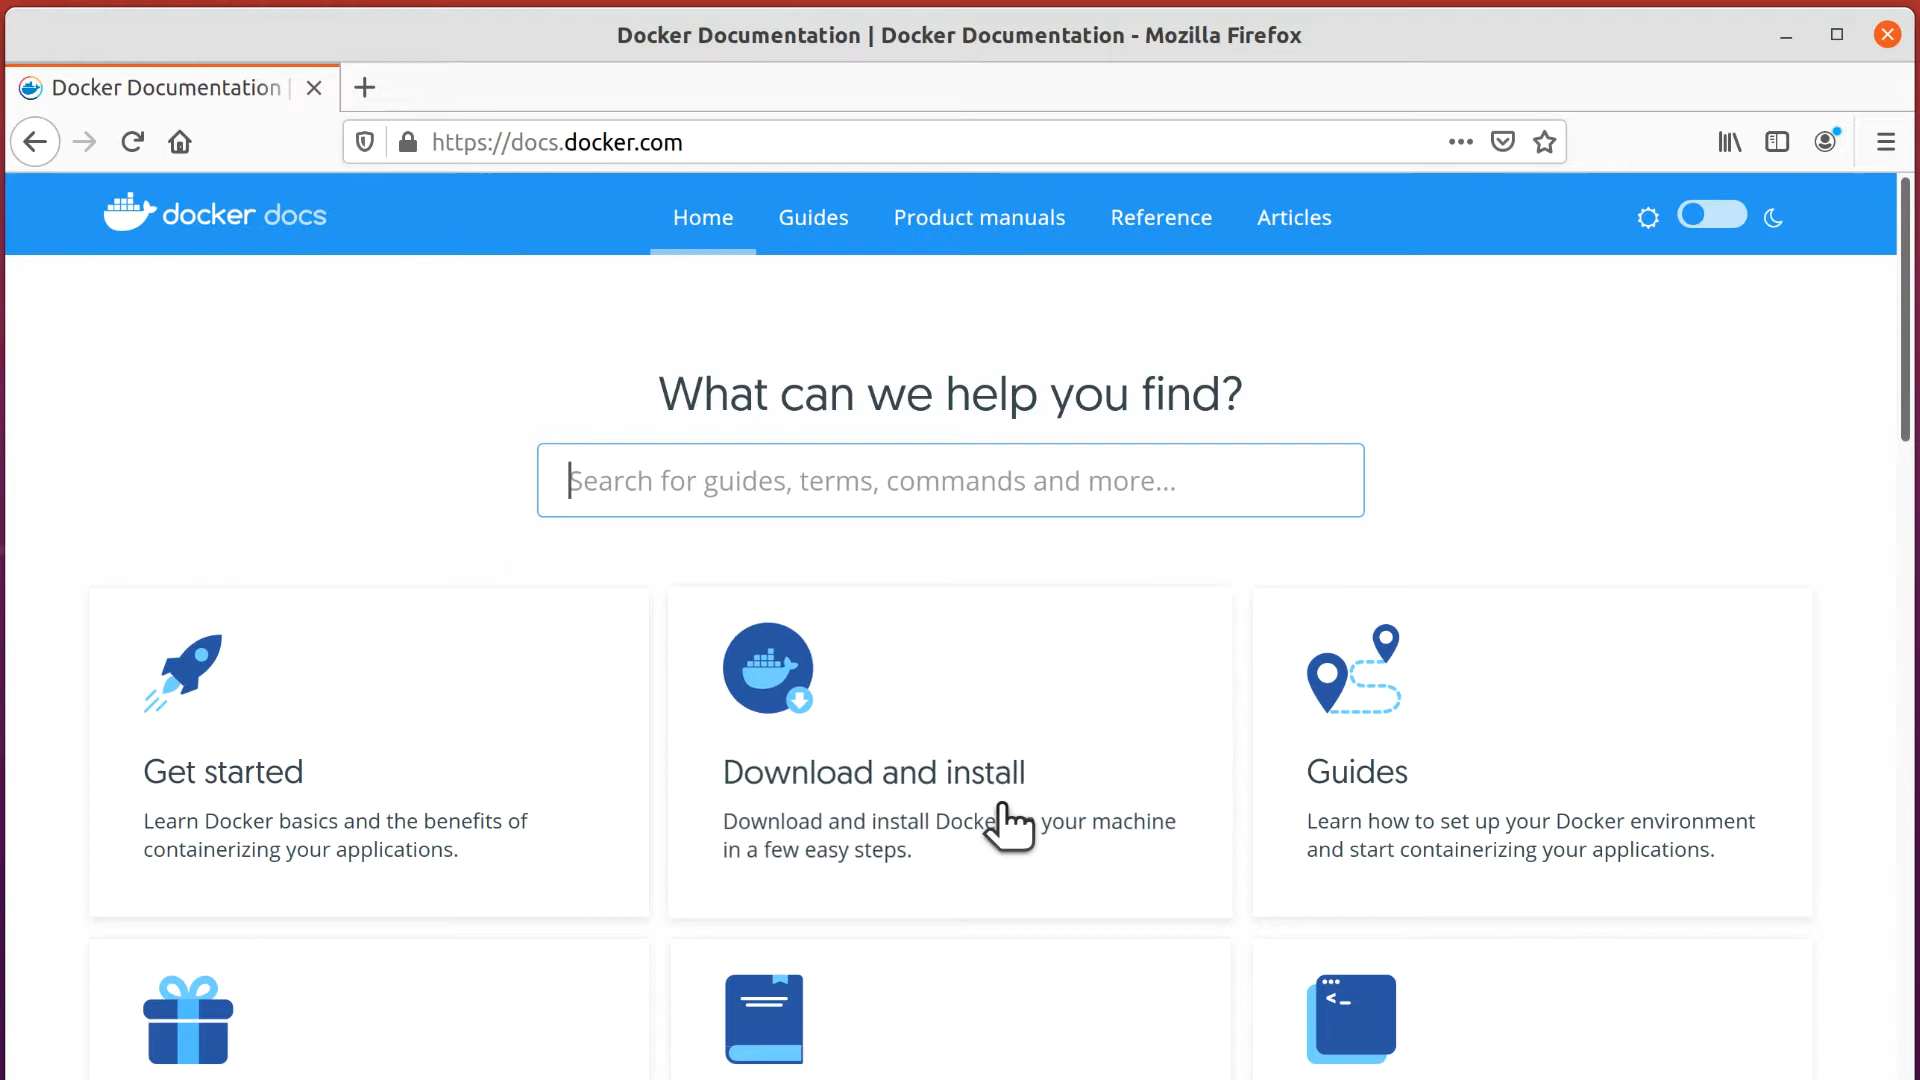 Docker Documentation | Docker Documentation - Mozilla Firefox
Docker Documentation |
https://docs.docker.com
docker docs
Home
Guides
Product manuals
Reference
Articles
What can we help you find?
Search for guides, terms, commands and more...
Get started
Learn Docker basics and the benefits of
containerizing your applications.
Download and install
Download and install Docke your machine
in a few easy steps.
Guides
Learn how to set up your Docker environment
and start containerizing your applications.